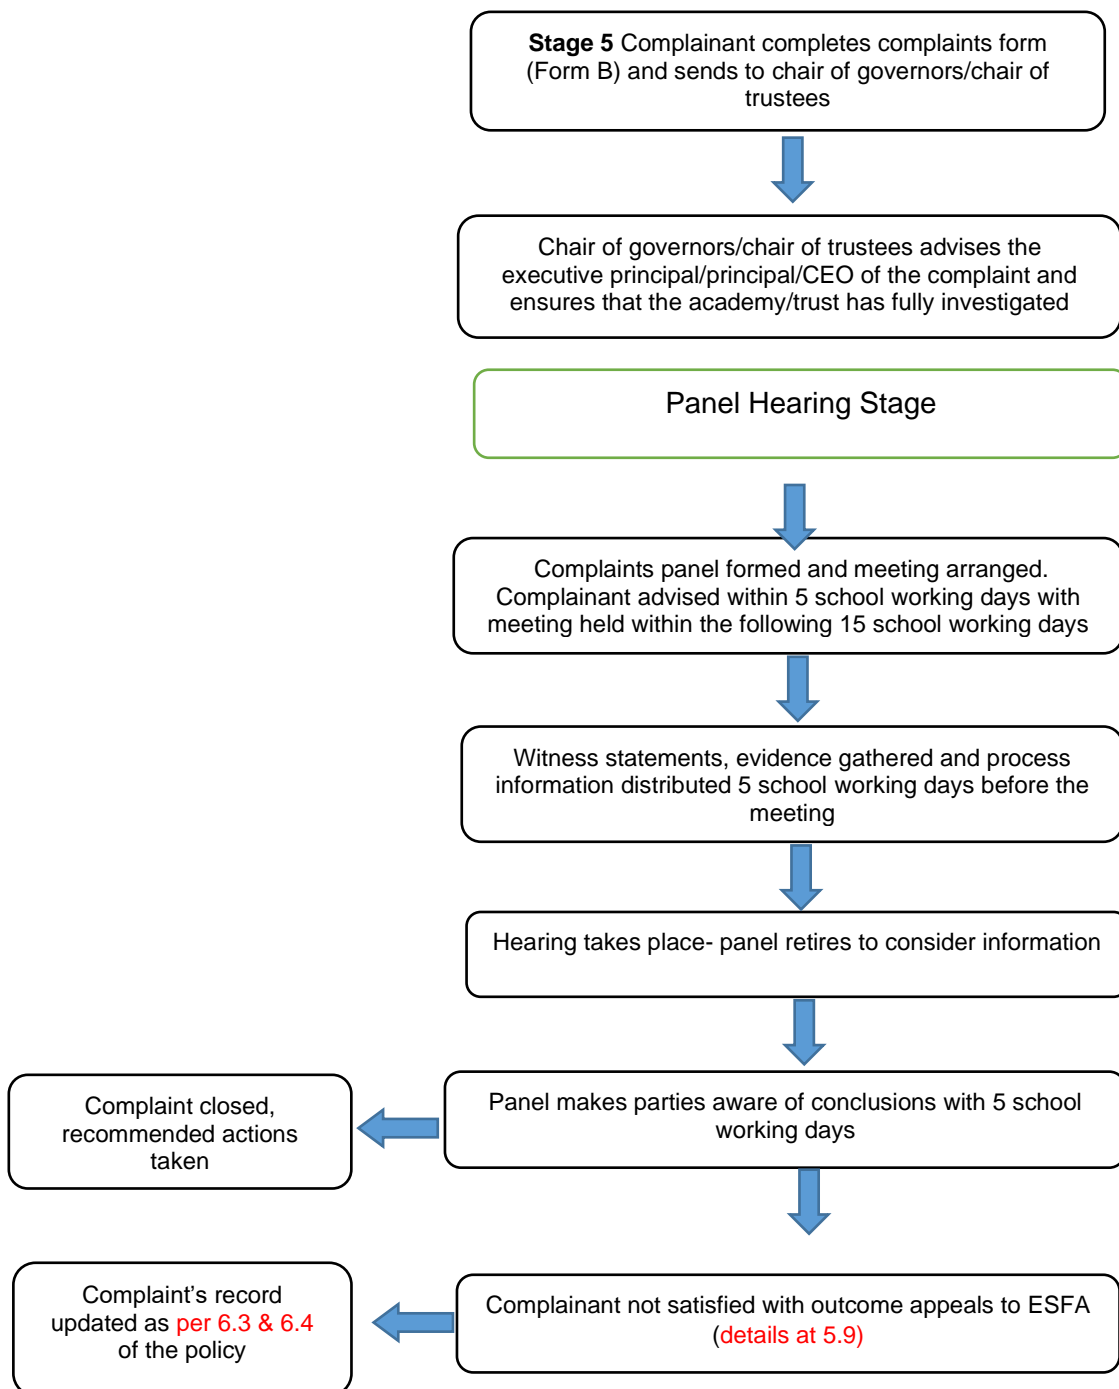 Stage 5 Complainant completes complaints form
(Form B) and sends to chair of governors/chair of
trustees
Chair of governors/chair of trustees advises the
executive principal/principal/CEO of the complaint and
ensures that the academy/trust has fully investigated
Panel Hearing Stage
Complaints panel formed and meeting arranged.
Complainant advised within 5 school working days with
meeting held within the following 15 school working days
Witness statements, evidence gathered and process
information distributed 5 school working days before the
meeting
Hearing takes place- panel retires to consider information
Panel makes parties aware of conclusions with 5 school
working days
Complaint closed,
recommended actions
taken
Complainant not satisfied with outcome appeals to ESFA
(details at 5.9)
Complaint’s record
updated as per 6.3 & 6.4
of the policy